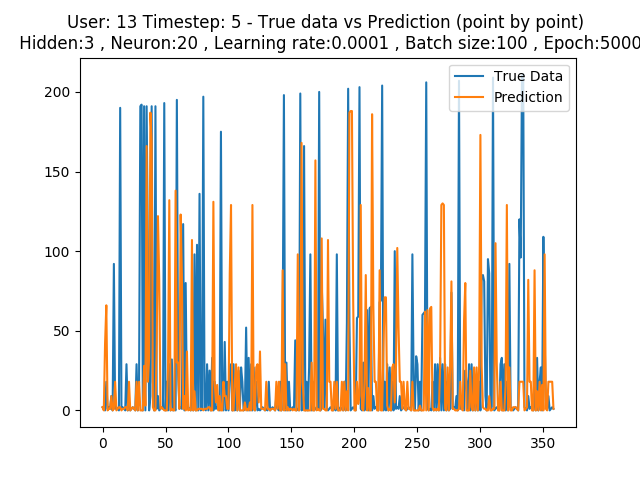 User: 13 Timestep: 5 - True data vs Prediction (point by point)
Hidden:3 , Neuron:20 , Learning rate:0.0001 , Batch size:100 , Epoch:5000
True Data
Prediction
200
150
100
50
0
0 50 100 150 200 250 300 350